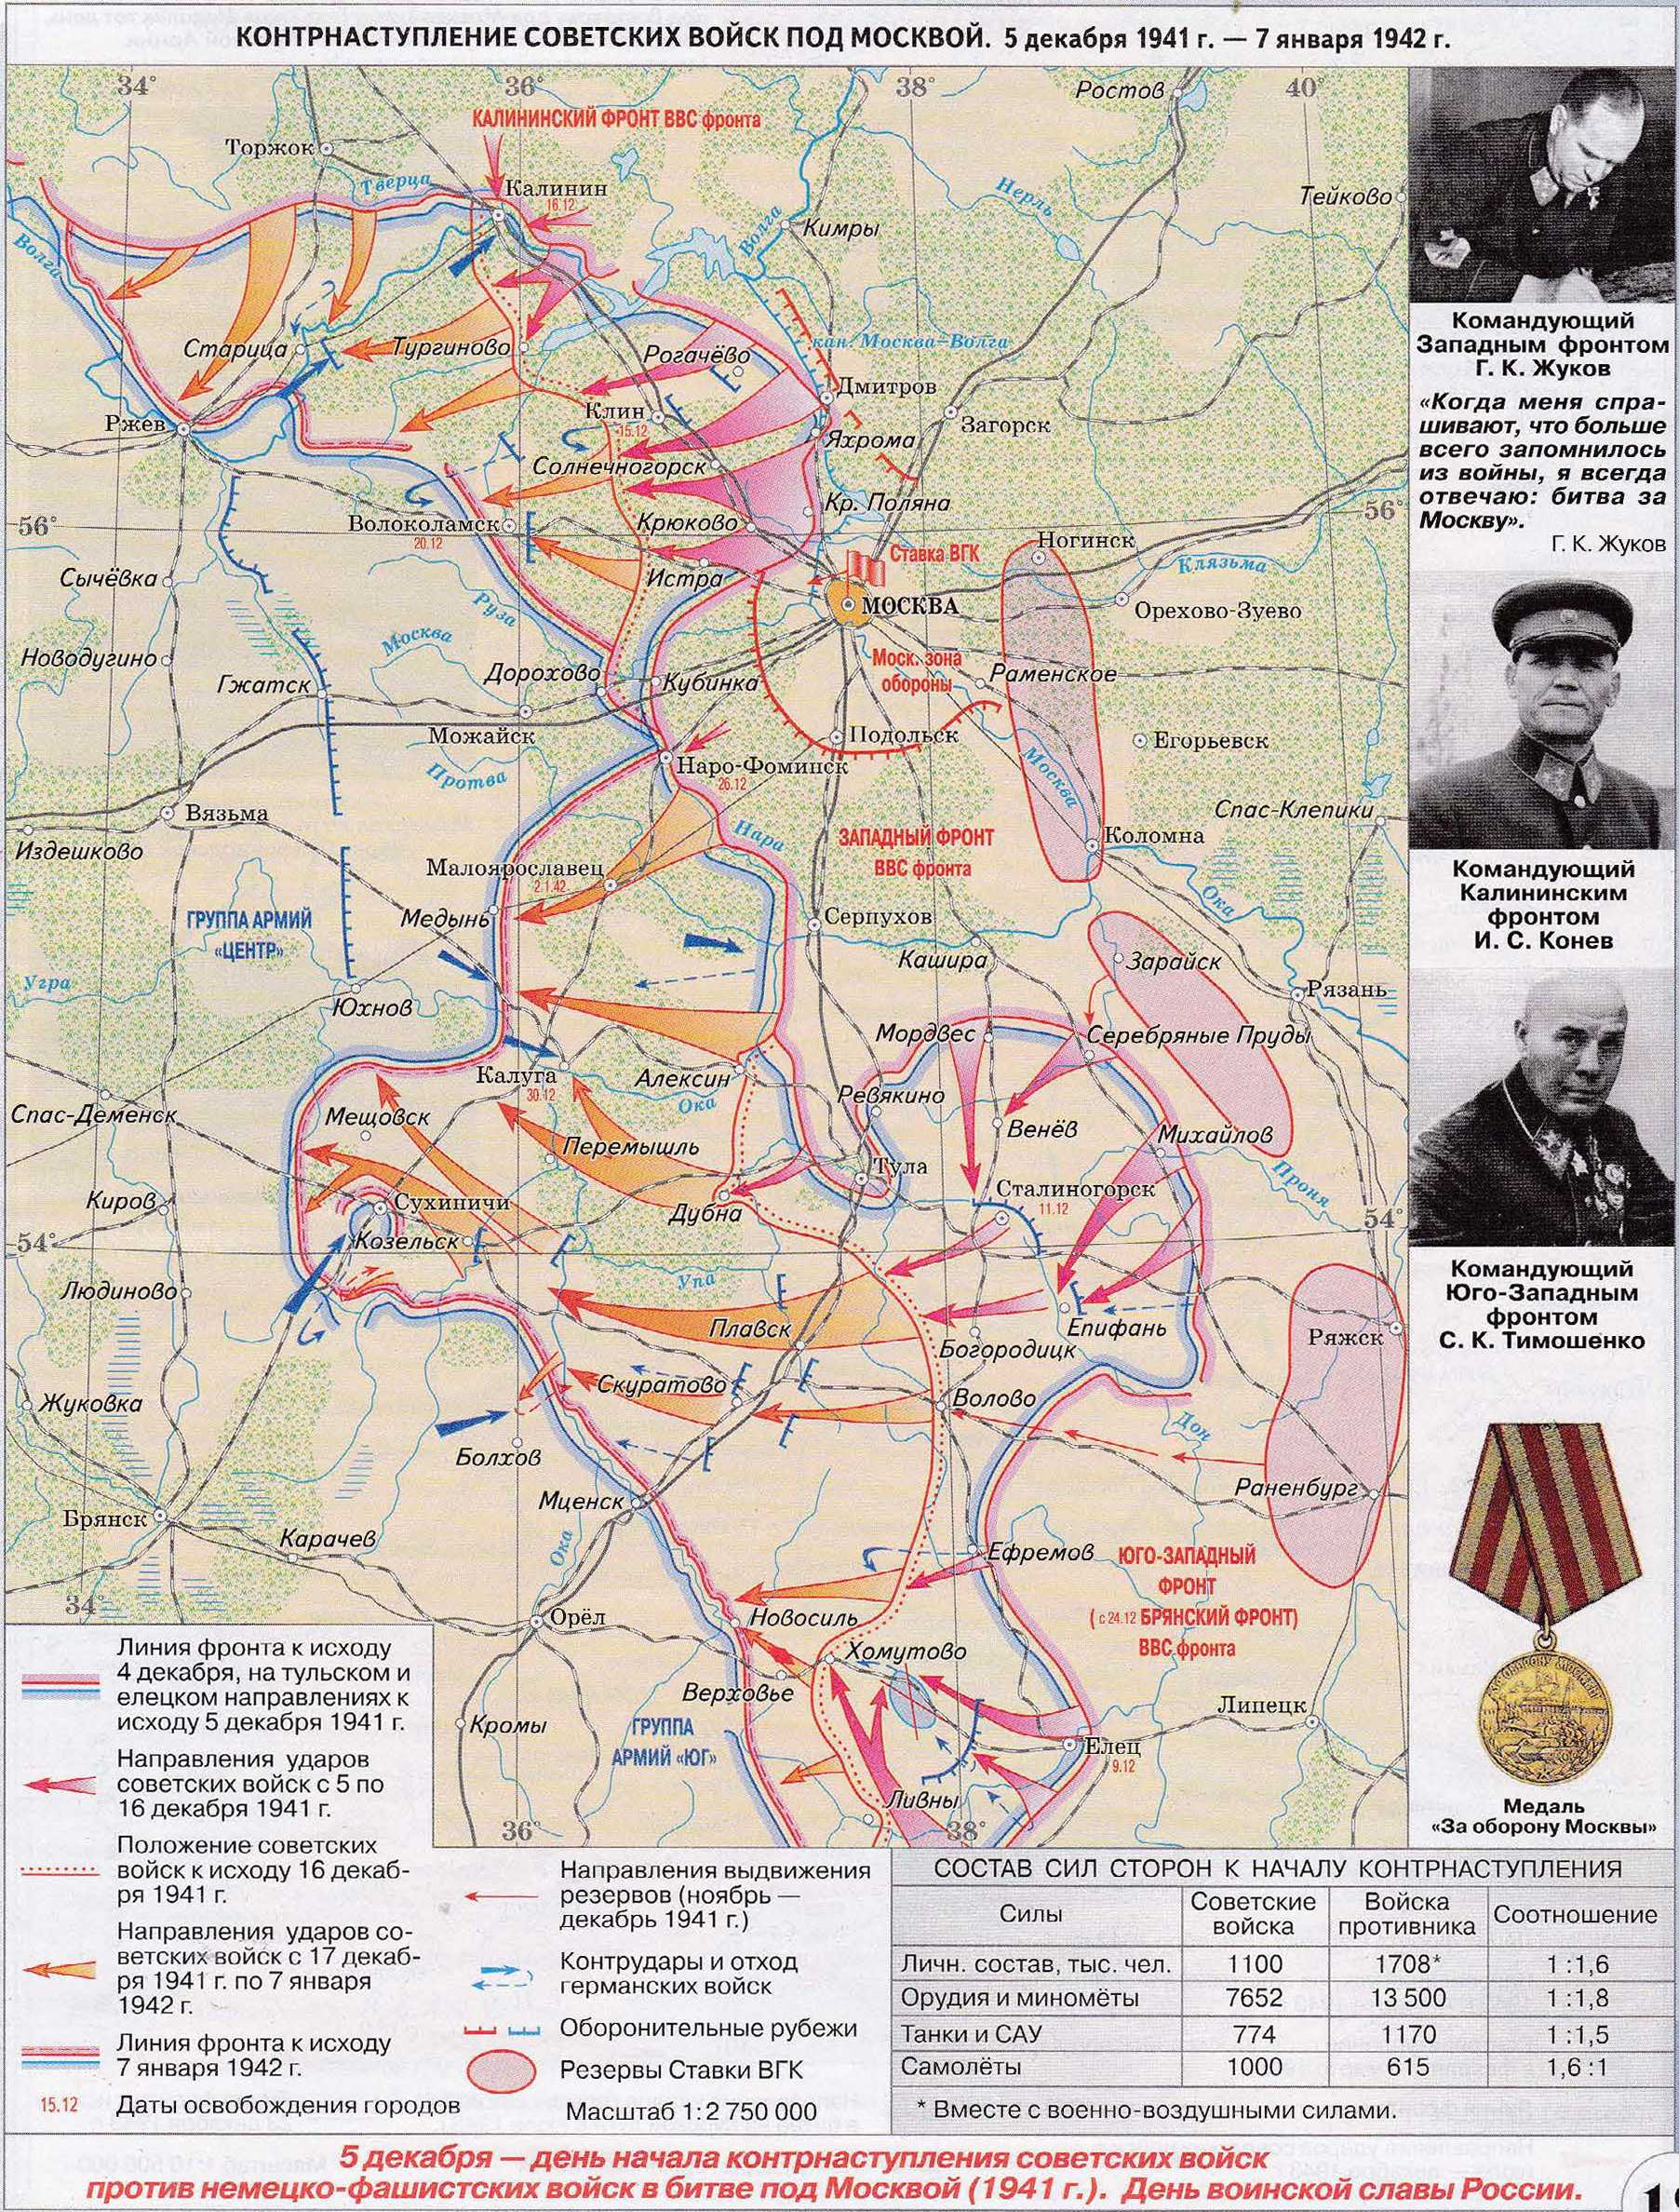 КОНТРНАСТУПЛЕНИЕ СОВЕТСКИХ ВОЙСК ПОД МОСКВОЙ. 5 декабря 1941 г. — 7 января 1942 г.
34°
36°
38°
40°
КАЛИНИНСКИЙ ФРОНТ ВВС фронта
Ростов
Торжок
Тверца
Калинин
16.12
Нерль
Тейково
Волга
Волга
Кимры
Старица
Тургиново
Рогачёво
кан. Москва–Волга
Дмитров
Ржев
Клин
15.12
Яхрома
Загорск
Солнечногорск
Волоколамск
20.12
Крюково
Кр. Поляна
56°
56°
Ставка ВГК
Ногинск
Клязьма
Сычёвка
Истра
МОСКВА
Орехово-Зуево
Руза
Москва
Новодугино
Гжатск
Дорохово
Кубинка
Моск. зона
обороны
Раменское
Можайск
Подольск
Егорьевск
Протва
Наро-Фоминск
26.12
Москва
Вязьма
Издешково
Спас-Клепики
Нара
ЗАПАДНЫЙ ФРОНТ
ВВС фронта
Коломна
Малоярославец
2.1.42
Ока
ГРУППА АРМИЙ
«ЦЕНТР»
Медынь
Серпухов
Кашира
Зарайск
Угра
Юхнов
Рязань
Мордвес
Серебряные Пруды
Калуга
30.12
Алексин
Ока
Ревякино
Спас-Деменск
Мещовск
Венёв
Михайлов
Перемышль
Тула
Проня
Киров
Сухиничи
Дубна
Сталиногорск
11.12
54°
54°
Козельск
Людиново
Упа
Плавск
Епифань
Ряжск
Богородицк
Жуковка
Скуратово
Волово
Дон
Болхов
Раненбург
Мценск
Брянск
Карачев
Ока
Ефремов
ЮГО-ЗАПАДНЫЙ
ФРОНТ
(с 24.12 БРЯНСКИЙ ФРОНТ)
ВВС фронта
34°
Орёл
Новосиль
Хомутово
Верховье
Липецк
Кромы
ГРУППА
АРМИЙ «ЮГ»
Елец
9.12
Ливны
36°
38°
Командующий
Западным фронтом
Г. К. Жуков
«Когда меня спра-
шивают, что больше
всего запомнилось
из войны, я всегда
отвечаю: битва за
Москву».
Г. К. Жуков
Командующий
Калининским
фронтом
И. С. Конев
Командующий
Юго-Западным
фронтом
С. К. Тимошенко
Медаль
«За оборону Москвы»
Линия фронта к исходу
4 декабря, на тульском и
елецком направлениях к
исходу 5 декабря 1941 г.
Направления ударов
советских войск с 5 по
16 декабря 1941 г.
Положение советских
войск к исходу 16 декаб-
ря 1941 г.
Направления ударов со-
ветских войск с 17 декаб-
ря 1941 г. по 7 января
1942 г.
Линия фронта к исходу
7 января 1942 г.
15.12 Даты освобождения городов
Направления выдвижения
резервов (ноябрь —
декабрь 1941 г.)
Контрудары и отход
германских войск
Оборонительные рубежи
Резервы Ставки ВГК
Масштаб 1: 2 750 000
СОСТАВ СИЛ СТОРОН К НАЧАЛУ КОНТРНАСТУПЛЕНИЯ
Силы Советские войска Войска противника Соотношение
Личн. состав, тыс. чел. 1100 1708* 1 :1,6
Орудия и миномёты 7652 13 500 1 :1,8
Танки и САУ 774 1170 1 :1,5
Самолёты 1000 615 1,6 :1
* Вместе с военно-воздушными силами.
5 декабря — день начала контрнаступления советских войск
против немецко-фашистских войск в битве под Москвой (1941 г.). День воинской славы России.